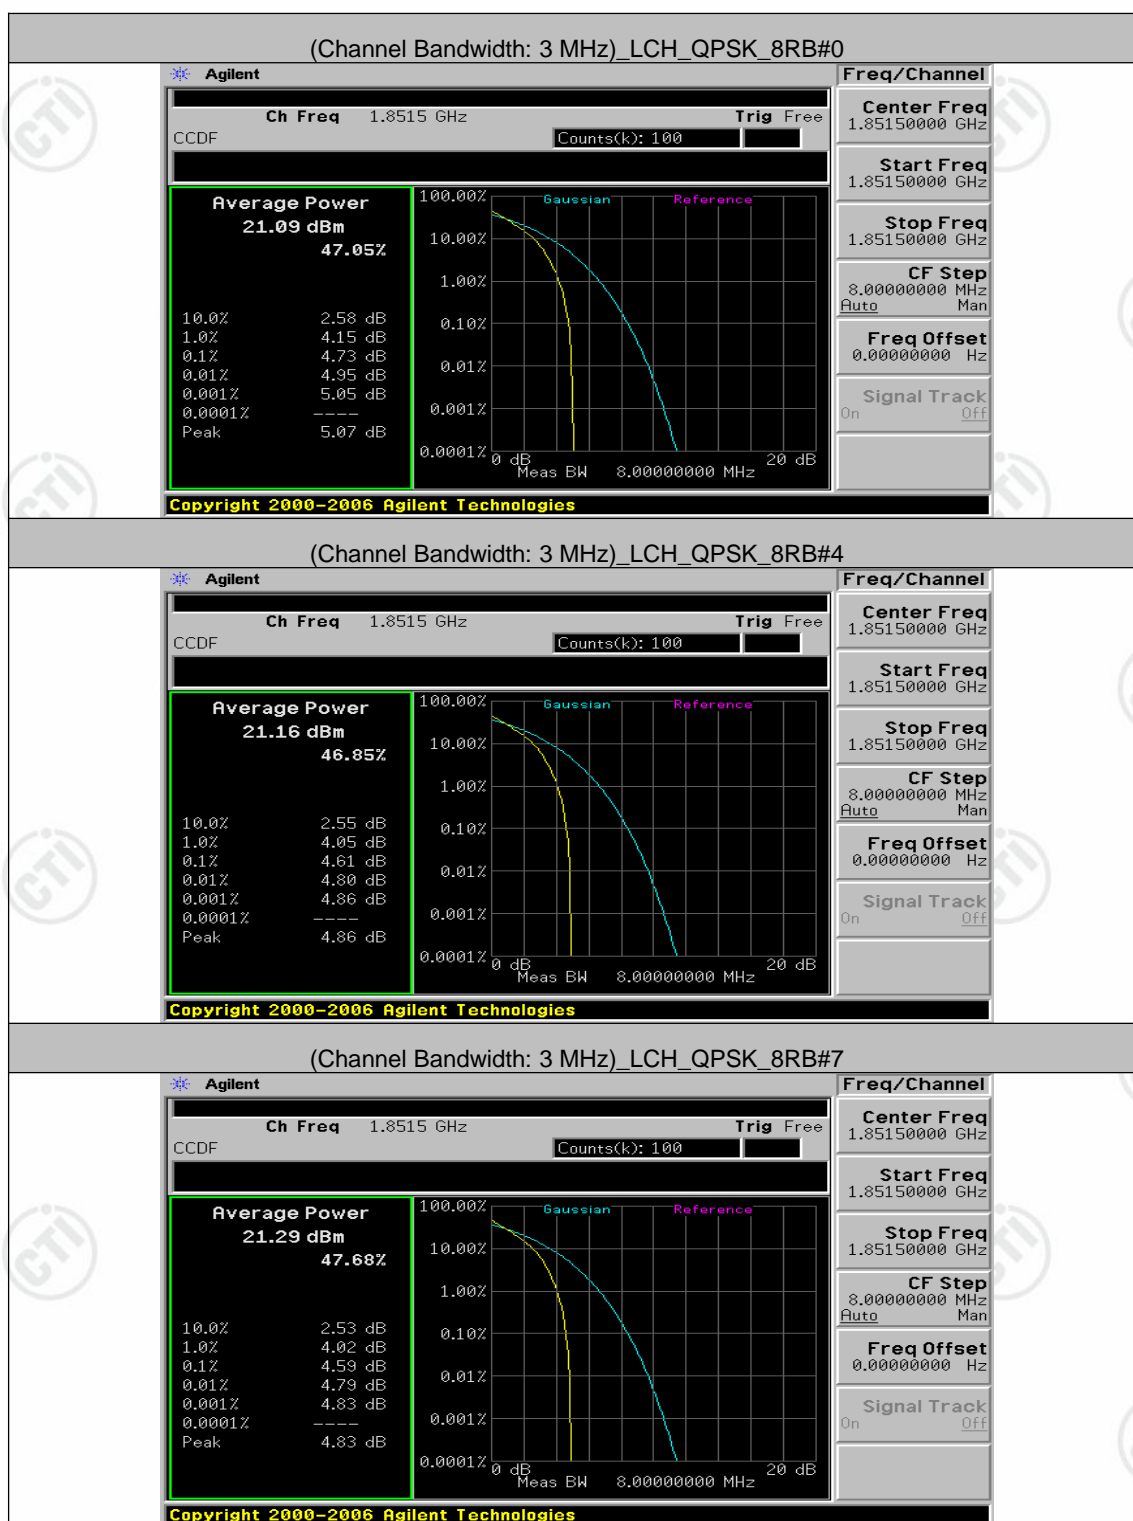 (Channel Bandwidth: 3 MHz)_LCH_QPSK_8RB#0
Agilent
Freq/Channel
Ch Freq 1.8515 GHz Trig Free
CCDF Counts(k): 100
Center Freq
1.85150000 GHz
Start Freq
1.85150000 GHz
Stop Freq
1.85150000 GHz
CF Step
8.00000000 MHz
Auto Man
Freq Offset
0.00000000 Hz
Signal Track
On Off
Average Power
21.09 dBm
47.05%
10.0% 2.58 dB
1.0% 4.15 dB
0.1% 4.73 dB
0.01% 4.95 dB
0.001% 5.05 dB
0.0001% ----
Peak 5.07 dB
Gaussian Reference
100.00%
10.00%
1.00%
0.10%
0.01%
0.001%
0.0001%
0 dB 20 dB
Meas BW 8.00000000 MHz
Copyright 2000-2006 Agilent Technologies
(Channel Bandwidth: 3 MHz)_LCH_QPSK_8RB#4
Agilent
Freq/Channel
Ch Freq 1.8515 GHz Trig Free
CCDF Counts(k): 100
Center Freq
1.85150000 GHz
Start Freq
1.85150000 GHz
Stop Freq
1.85150000 GHz
CF Step
8.00000000 MHz
Auto Man
Freq Offset
0.00000000 Hz
Signal Track
On Off
Average Power
21.16 dBm
46.85%
10.0% 2.55 dB
1.0% 4.05 dB
0.1% 4.61 dB
0.01% 4.80 dB
0.001% 4.86 dB
0.0001% ----
Peak 4.86 dB
Gaussian Reference
100.00%
10.00%
1.00%
0.10%
0.01%
0.001%
0.0001%
0 dB 20 dB
Meas BW 8.00000000 MHz
Copyright 2000-2006 Agilent Technologies
(Channel Bandwidth: 3 MHz)_LCH_QPSK_8RB#7
Agilent
Freq/Channel
Ch Freq 1.8515 GHz Trig Free
CCDF Counts(k): 100
Center Freq
1.85150000 GHz
Start Freq
1.85150000 GHz
Stop Freq
1.85150000 GHz
CF Step
8.00000000 MHz
Auto Man
Freq Offset
0.00000000 Hz
Signal Track
On Off
Average Power
21.29 dBm
47.68%
10.0% 2.53 dB
1.0% 4.02 dB
0.1% 4.59 dB
0.01% 4.79 dB
0.001% 4.83 dB
0.0001% ----
Peak 4.83 dB
Gaussian Reference
100.00%
10.00%
1.00%
0.10%
0.01%
0.001%
0.0001%
0 dB 20 dB
Meas BW 8.00000000 MHz
Copyright 2000-2006 Agilent Technologies
CTI
CTI
CTI
CTI
CTI
CTI
CTI
CTI